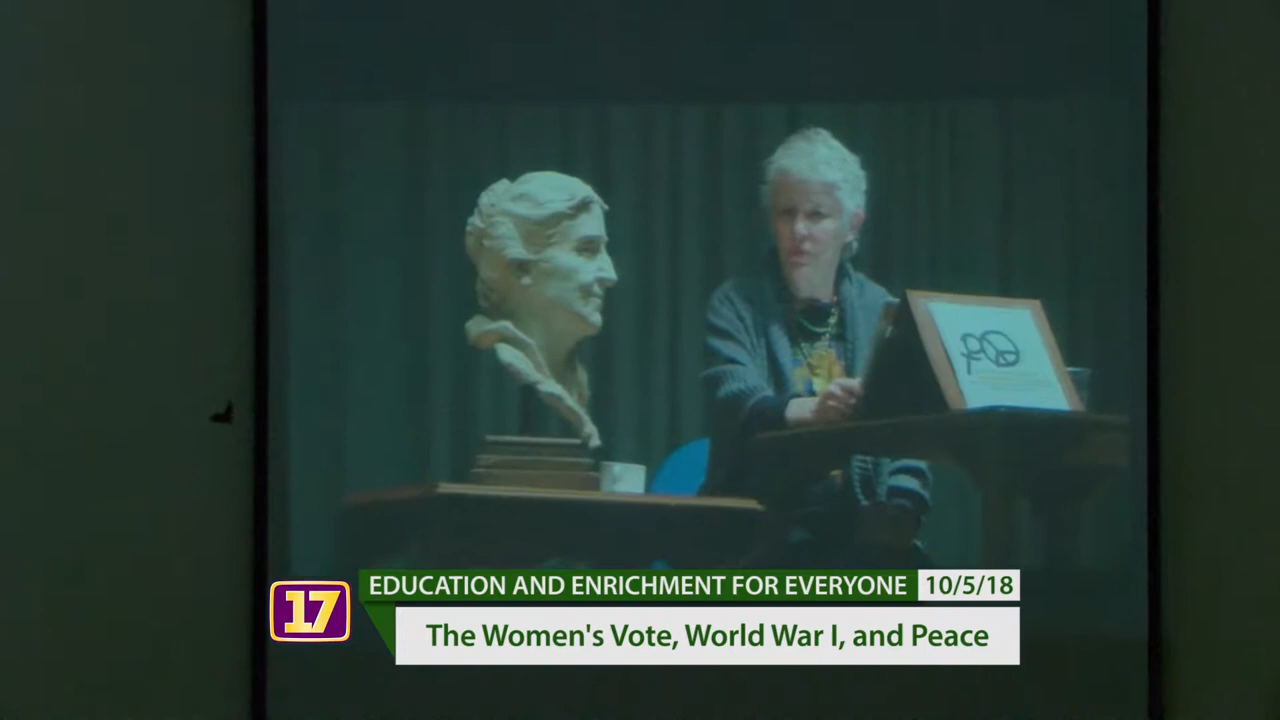 EDUCATION AND ENRICHMENT FOR EVERYONE 10/5/18
17 The Women's Vote, World War I, and Peace